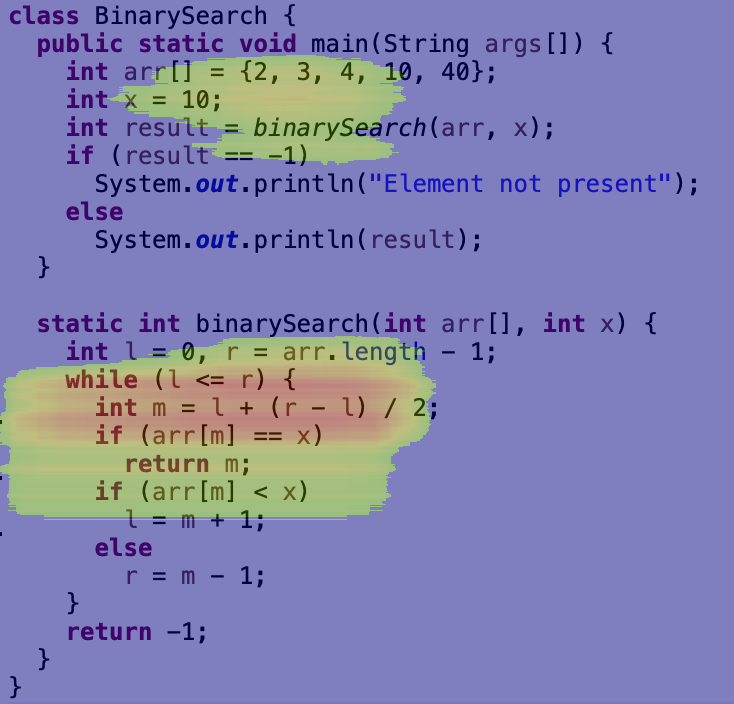 class BinarySearch {
  public static void main(String args[]) {
    int arr[] = {2, 3, 4, 10, 40};
    int x = 10;
    int result = binarySearch(arr, x);
    if (result == -1)
      System.out.println("Element not present");
    else
      System.out.println(result);
  }

  static int binarySearch(int arr[], int x) {
    int l = 0, r = arr.length - 1;
    while (l <= r) {
      int m = l + (r - l) / 2;
      if (arr[m] == x)
        return m;
      if (arr[m] < x)
        l = m + 1;
      else
        r = m - 1;
    }
    return -1;
  }
}